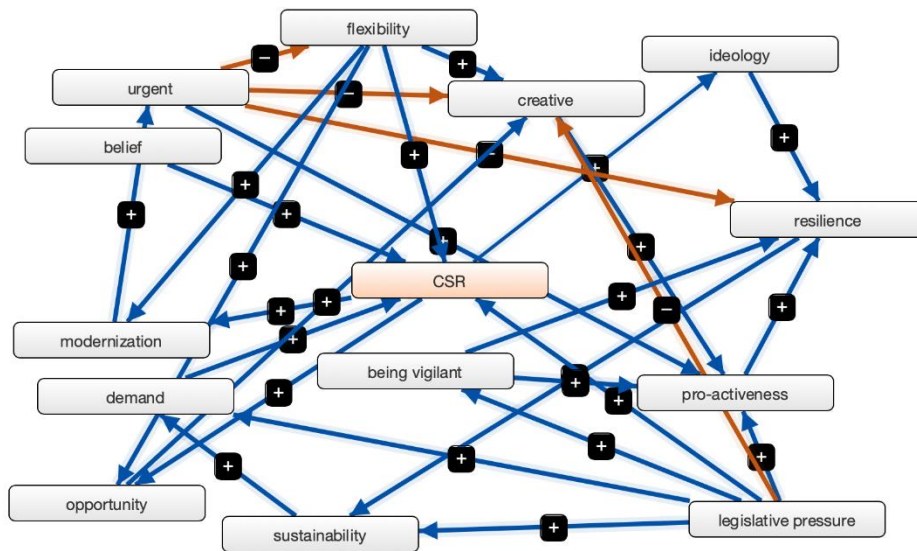 flexibility
ideology
urgent
creative
belief
resilience
CSR
modernization
being vigilant
demand
pro-activeness
opportunity
sustainability
legislative pressure
−
+
−
−
+
+
+
+
+
+
+
+
+
+
+
+
−
+
+
+
+
+
+
+
+
+